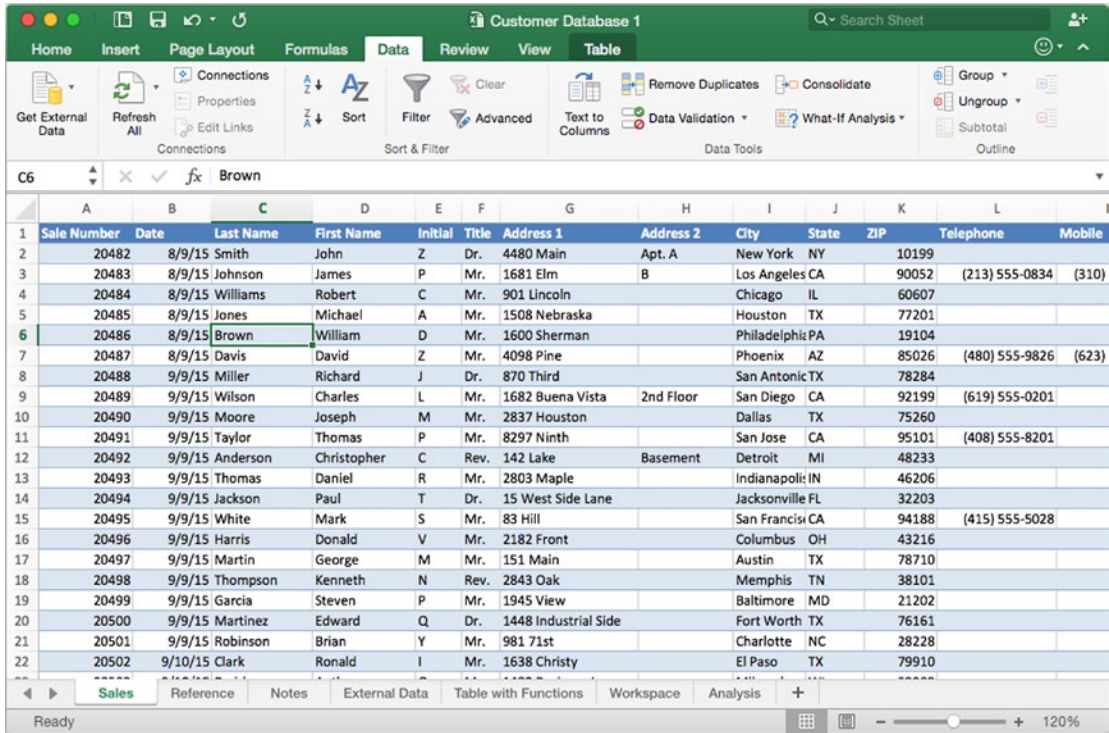 Customer Database 1
Search Sheet
Home Insert Page Layout Formulas Data Review View Table
Get External Data
Refresh All
Connections
Properties
Edit Links
Connections
Sort
Filter
Clear
Advanced
Sort & Filter
Text to Columns
Remove Duplicates
Data Validation
Consolidate
What-If Analysis
Data Tools
Group
Ungroup
Subtotal
Outline
C6 fx Brown
A B C D E F G H I J K L
1 Sale Number Date Last Name First Name Initial Title Address 1 Address 2 City State ZIP Telephone Mobile
2 20482 8/9/15 Smith John Z Dr. 4480 Main Apt. A New York NY 10199
3 20483 8/9/15 Johnson James P Mr. 1681 Elm B Los Angeles CA 90052 (213) 555-0834 (310)
4 20484 8/9/15 Williams Robert C Mr. 901 Lincoln Chicago IL 60607
5 20485 8/9/15 Jones Michael A Mr. 1508 Nebraska Houston TX 77201
6 20486 8/9/15 Brown William D Mr. 1600 Sherman Philadelphi PA 19104
7 20487 8/9/15 Davis David Z Mr. 4098 Pine Phoenix AZ 85026 (480) 555-9826 (623)
8 20488 9/9/15 Miller Richard J Dr. 870 Third San Antonic TX 78284
9 20489 9/9/15 Wilson Charles L Mr. 1682 Buena Vista 2nd Floor San Diego CA 92199 (619) 555-0201
10 20490 9/9/15 Moore Joseph M Mr. 2837 Houston Dallas TX 75260
11 20491 9/9/15 Taylor Thomas P Mr. 8297 Ninth San Jose CA 95101 (408) 555-8201
12 20492 9/9/15 Anderson Christopher C Rev. 142 Lake Basement Detroit MI 48233
13 20493 9/9/15 Thomas Daniel R Mr. 2803 Maple Indianapoli IN 46206
14 20494 9/9/15 Jackson Paul T Dr. 15 West Side Lane Jacksonville FL 32203
15 20495 9/9/15 White Mark S Mr. 83 Hill San Francis CA 94188 (415) 555-5028
16 20496 9/9/15 Harris Donald V Mr. 2182 Front Columbus OH 43216
17 20497 9/9/15 Martin George M Mr. 151 Main Austin TX 78710
18 20498 9/9/15 Thompson Kenneth N Rev. 2843 Oak Memphis TN 38101
19 20499 9/9/15 Garcia Steven P Mr. 1945 View Baltimore MD 21202
20 20500 9/9/15 Martinez Edward Q Dr. 1448 Industrial Side Fort Worth TX 76161
21 20501 9/9/15 Robinson Brian Y Mr. 981 71st Charlotte NC 28228
22 20502 9/10/15 Clark Ronald I Mr. 1638 Christy El Paso TX 79910
Sales Reference Notes External Data Table with Functions Workspace Analysis +
Ready 120%